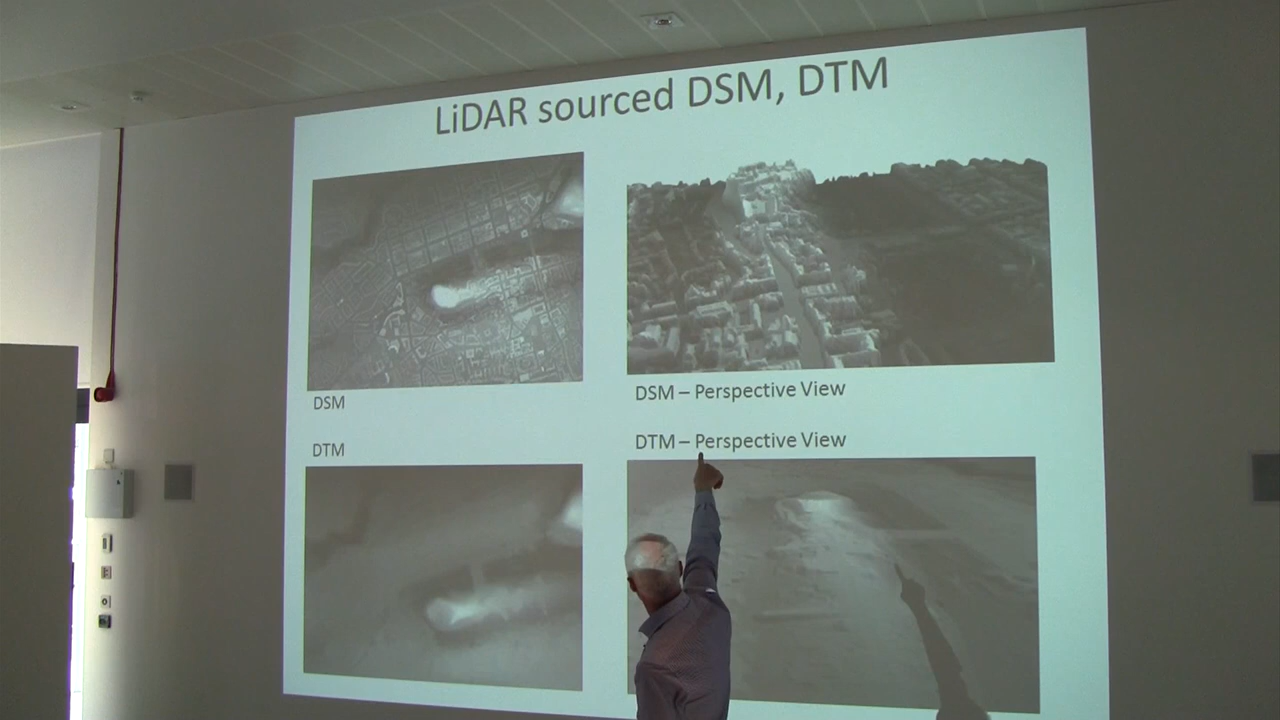 LiDAR sourced DSM, DTM
DSM
DSM – Perspective View
DTM
DTM – Perspective View